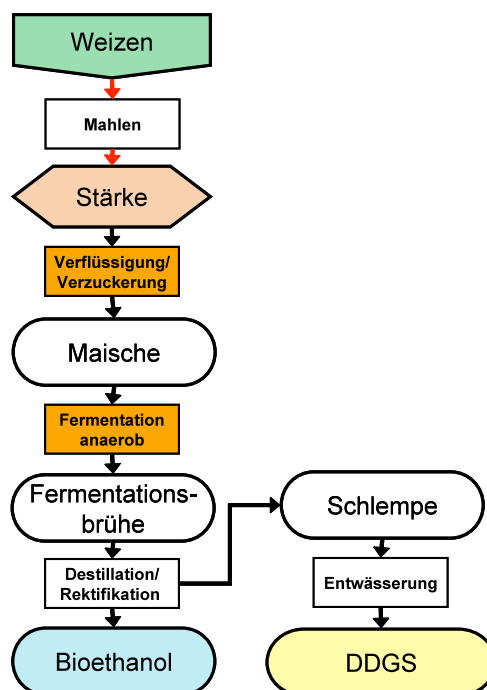 Weizen
Mahlen
Stärke
Verflüssigung/
Verzuckerung
Maische
Fermentation
anaerob
Fermentations-
brühe
Destillation/
Rektifikation
Bioethanol
Schlempe
Entwässerung
DDGS